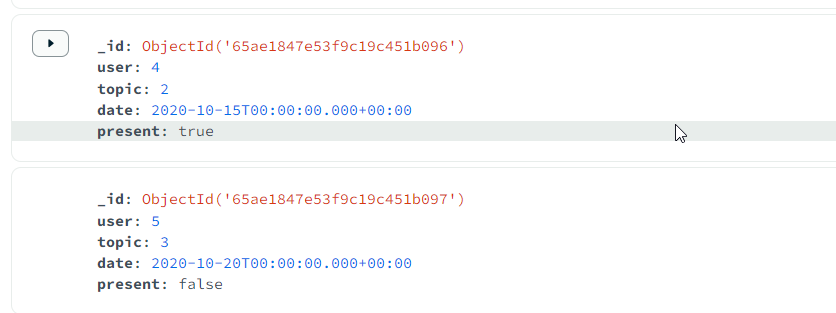 _id: ObjectId('65ae1847e53f9c19c451b096')
user: 4
topic: 2
date: 2020-10-15T00:00:00.000+00:00
present: true
_id: ObjectId('65ae1847e53f9c19c451b097')
user: 5
topic: 3
date: 2020-10-20T00:00:00.000+00:00
present: false